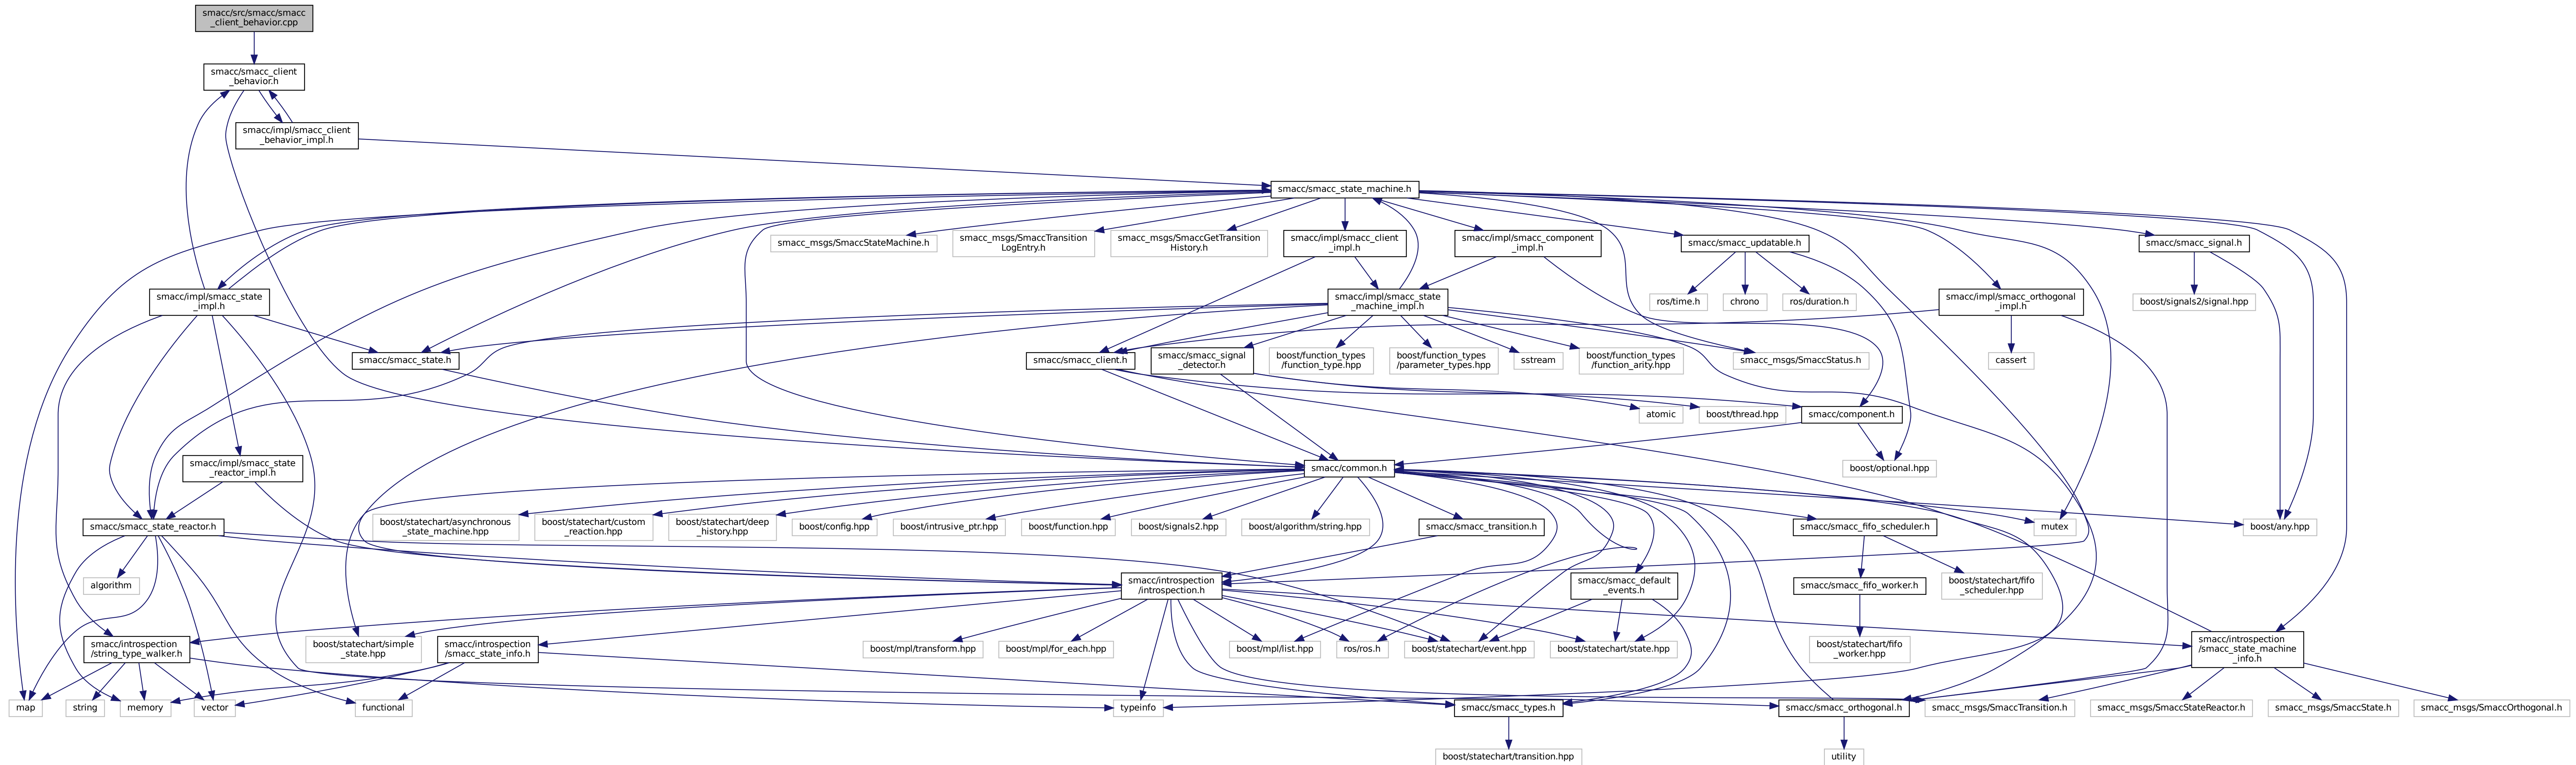 smacc/src/smacc/smacc
_client_behavior.cpp
smacc/smacc_client
_behavior.h
smacc/impl/smacc_client
_behavior_impl.h
smacc/smacc_state_machine.h
smacc_msgs/SmaccStateMachine.h
smacc_msgs/SmaccTransition
LogEntry.h
smacc_msgs/SmaccGetTransition
History.h
smacc/impl/smacc_client
_impl.h
smacc/impl/smacc_component
_impl.h
smacc/smacc_updatable.h
smacc/smacc_signal.h
smacc/impl/smacc_state
_impl.h
smacc/impl/smacc_state
_machine_impl.h
ros/time.h
chrono
ros/duration.h
smacc/impl/smacc_orthogonal
_impl.h
boost/signals2/signal.hpp
smacc/smacc_state.h
smacc/smacc_client.h
smacc/smacc_signal
_detector.h
boost/function_types
/function_type.hpp
boost/function_types
/parameter_types.hpp
sstream
boost/function_types
/function_arity.hpp
smacc_msgs/SmaccStatus.h
cassert
atomic
boost/thread.hpp
smacc/component.h
smacc/impl/smacc_state
_reactor_impl.h
smacc/common.h
boost/optional.hpp
smacc/smacc_state_reactor.h
boost/statechart/asynchronous
_state_machine.hpp
boost/statechart/custom
_reaction.hpp
boost/statechart/deep
_history.hpp
boost/config.hpp
boost/intrusive_ptr.hpp
boost/function.hpp
boost/signals2.hpp
boost/algorithm/string.hpp
smacc/smacc_transition.h
smacc/smacc_fifo_scheduler.h
mutex
boost/any.hpp
algorithm
smacc/introspection
/introspection.h
smacc/smacc_default
_events.h
smacc/smacc_fifo_worker.h
boost/statechart/fifo
_scheduler.hpp
smacc/introspection
/string_type_walker.h
boost/statechart/simple
_state.hpp
smacc/introspection
/smacc_state_info.h
boost/mpl/transform.hpp
boost/mpl/for_each.hpp
boost/mpl/list.hpp
ros/ros.h
boost/statechart/event.hpp
boost/statechart/state.hpp
boost/statechart/fifo
_worker.hpp
smacc/introspection
/smacc_state_machine
_info.h
map
string
memory
vector
functional
typeinfo
smacc/smacc_types.h
smacc/smacc_orthogonal.h
smacc_msgs/SmaccTransition.h
smacc_msgs/SmaccStateReactor.h
smacc_msgs/SmaccState.h
smacc_msgs/SmaccOrthogonal.h
boost/statechart/transition.hpp
utility